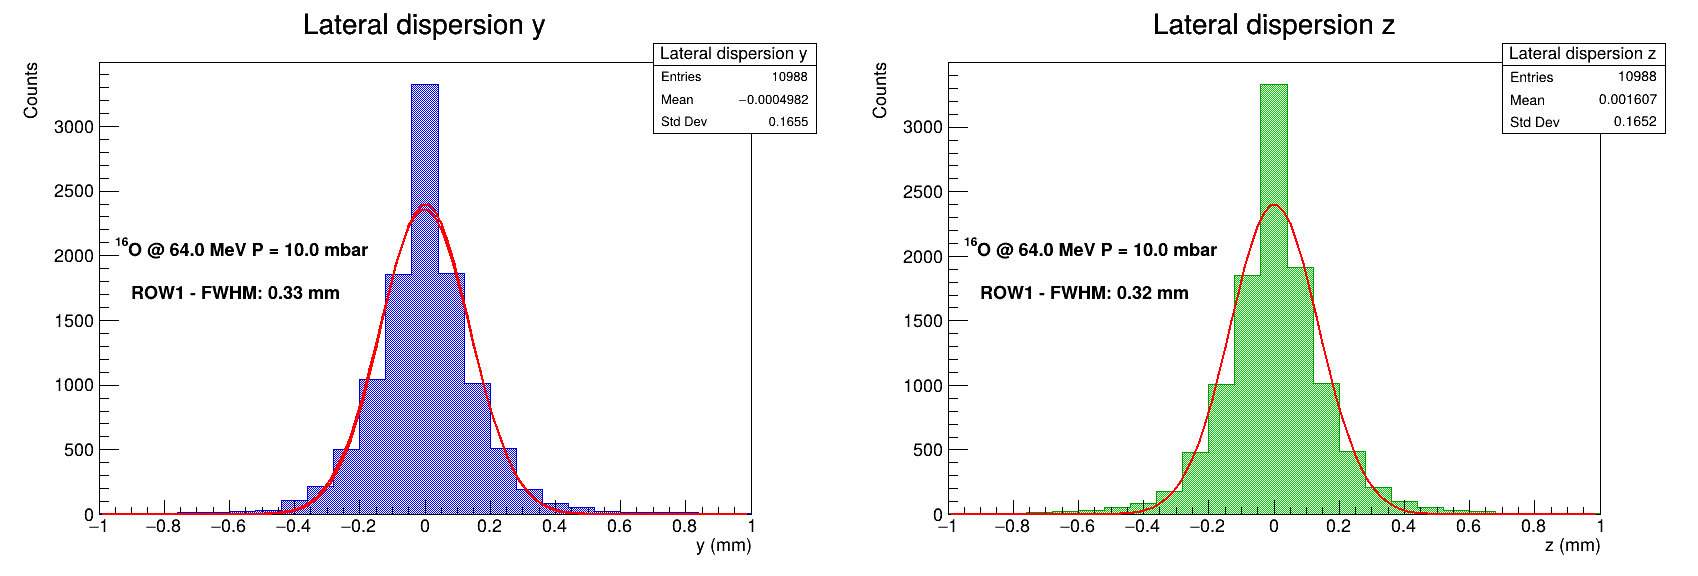 Lateral dispersion y
Lateral dispersion y
Entries 10988
Mean −0.0004982
Std Dev 0.1655
Counts
3000
2500
2000
1500
1000
500
0
16O @ 64.0 MeV P = 10.0 mbar
ROW1 - FWHM: 0.33 mm
−1 −0.8 −0.6 −0.4 −0.2 0 0.2 0.4 0.6 0.8 1
y (mm)
Lateral dispersion z
Lateral dispersion z
Entries 10988
Mean 0.001607
Std Dev 0.1652
Counts
3000
2500
2000
1500
1000
500
0
16O @ 64.0 MeV P = 10.0 mbar
ROW1 - FWHM: 0.32 mm
−1 −0.8 −0.6 −0.4 −0.2 0 0.2 0.4 0.6 0.8 1
z (mm)